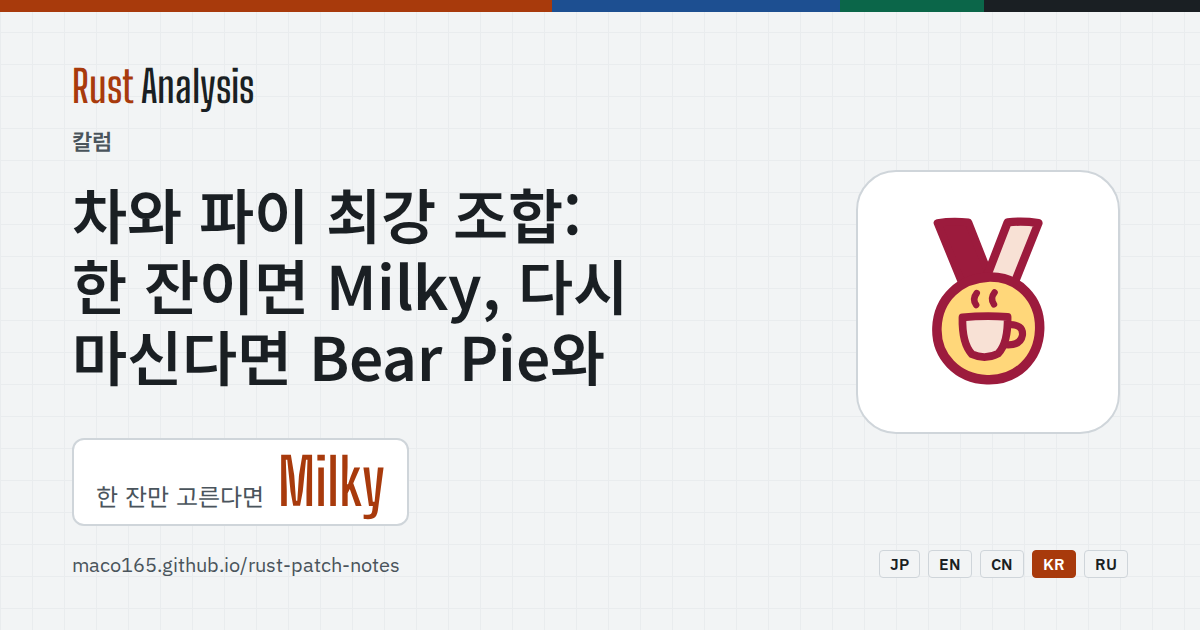 Rust Analysis
칼럼
차와 파이 최강 조합:
한 잔이면 Milky, 다시
마신다면 Bear Pie와
한 잔만 고른다면 Milky
maco165.github.io/rust-patch-notes
JP EN CN KR RU